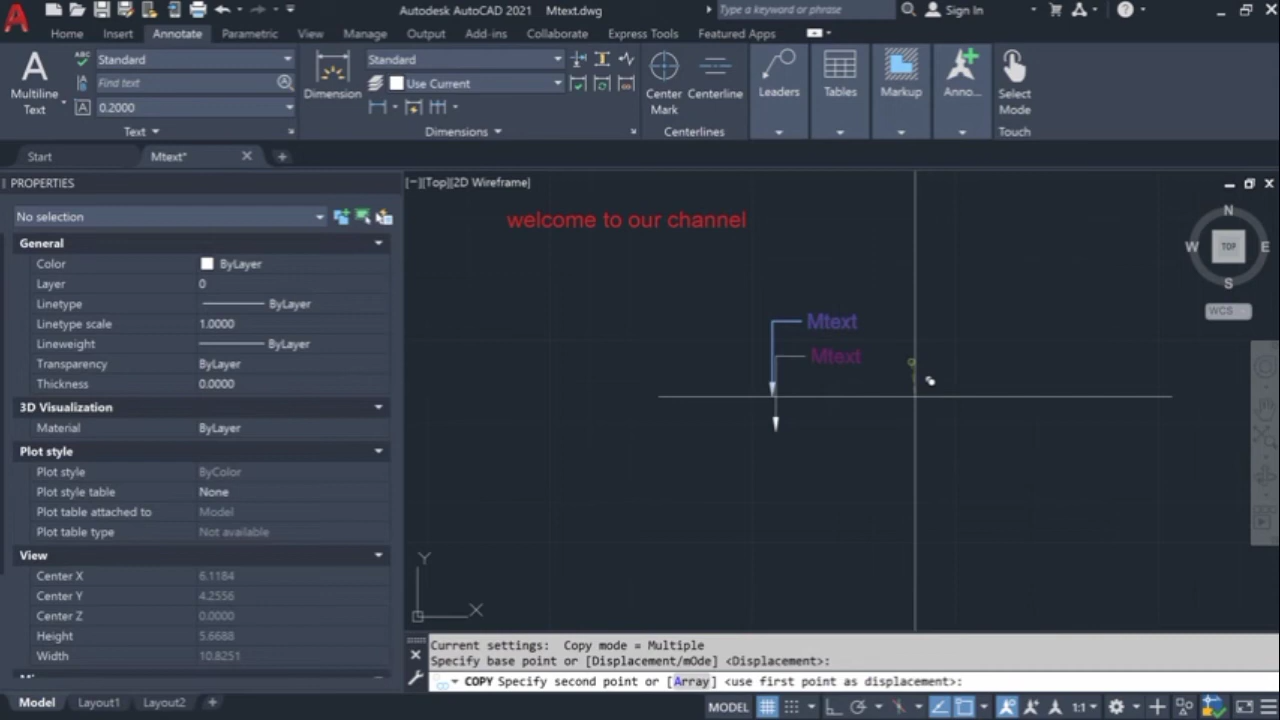 Autodesk AutoCAD 2021 Mtext.dwg
Type a keyword or phrase
Sign In
Home Insert Annotate Parametric View Manage Output Add-ins Collaborate Express Tools Featured Apps
Multiline
Text
Standard
Find text
0.2000
Text
Dimension
Standard
Use Current
Dimensions
Center
Mark
Centerline
Centerlines
Leaders
Tables
Markup
Anno...
Select
Mode
Touch
Start
Mtext*
PROPERTIES
No selection
General
Color ByLayer
Layer 0
Linetype ByLayer
Linetype scale 1.0000
Lineweight ByLayer
Transparency ByLayer
Thickness 0.0000
3D Visualization
Material ByLayer
Plot style
Plot style ByColor
Plot style table None
Plot table attached to Model
Plot table type Not available
View
Center X 6.1184
Center Y 4.2556
Center Z 0.0000
Height 5.6688
Width 10.8251
[−][Top][2D Wireframe]
welcome to our channel
Mtext
Mtext
N
W TOP E
S
WCS
Y
X
Current settings: Copy mode = Multiple
Specify base point or [Displacement/mOde] <Displacement>:
COPY Specify second point or [Array] <use first point as displacement>:
Model Layout1 Layout2
MODEL
1:1